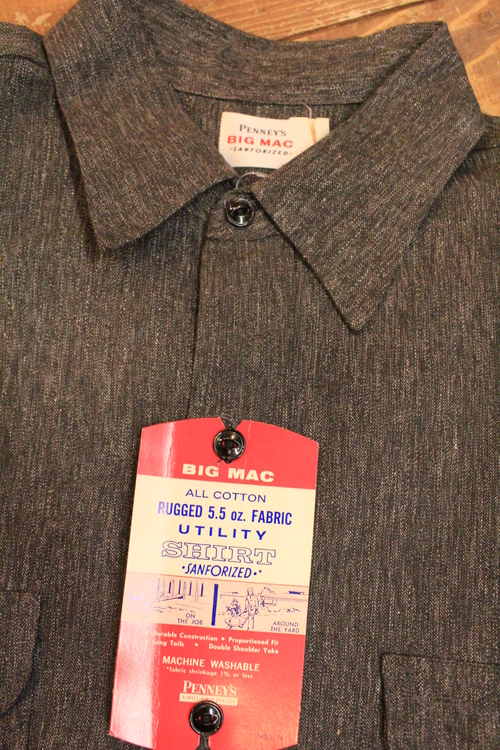 PENNEY'S
BIG MAC
•SANFORIZED•
BIG MAC
ALL COTTON
RUGGED 5.5 oz. FABRIC
UTILITY
SHIRT
•SANFORIZED•*
ON
THE JOB
AROUND
THE YARD
Durable Construction • Proportioned Fit
Long Tails • Double Shoulder Yoke
MACHINE WASHABLE
*fabric shrinkage 1% or less
PENNEY'S